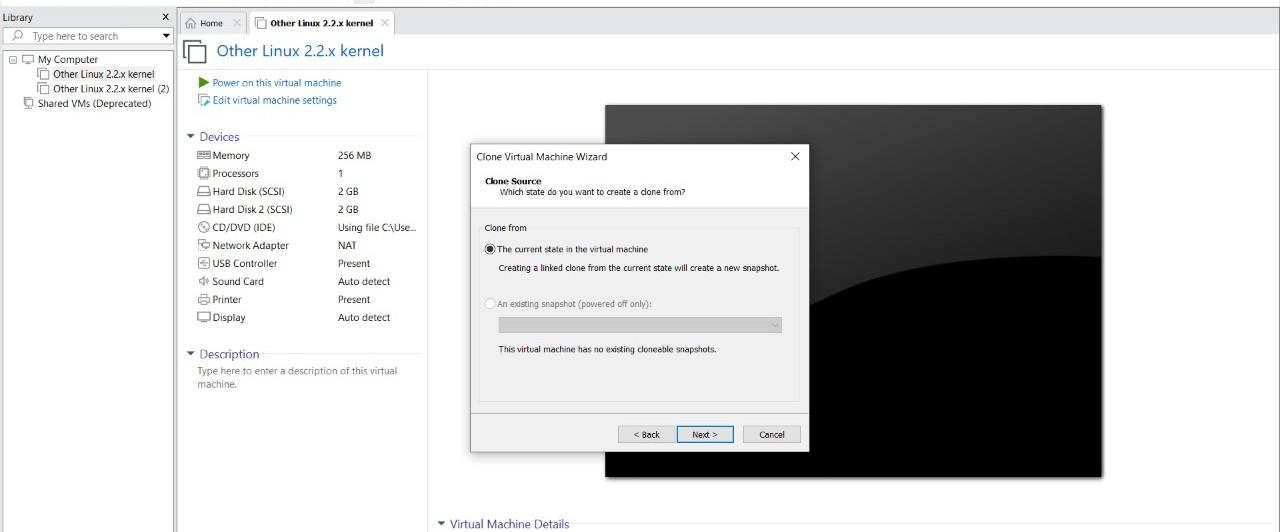 Library X
Type here to search
My Computer
Other Linux 2.2.x kernel
Other Linux 2.2.x kernel (2)
Shared VMs (Deprecated)
Home
Other Linux 2.2.x kernel
Other Linux 2.2.x kernel
Power on this virtual machine
Edit virtual machine settings
Devices
Memory 256 MB
Processors 1
Hard Disk (SCSI) 2 GB
Hard Disk 2 (SCSI) 2 GB
CD/DVD (IDE) Using file C:\Use...
Network Adapter NAT
USB Controller Present
Sound Card Auto detect
Printer Present
Display Auto detect
Description
Type here to enter a description of this virtual
machine.
Clone Virtual Machine Wizard
Clone Source
Which state do you want to create a clone from?
Clone from
The current state in the virtual machine
Creating a linked clone from the current state will create a new snapshot.
An existing snapshot (powered off only):
This virtual machine has no existing cloneable snapshots.
< Back Next > Cancel
Virtual Machine Details